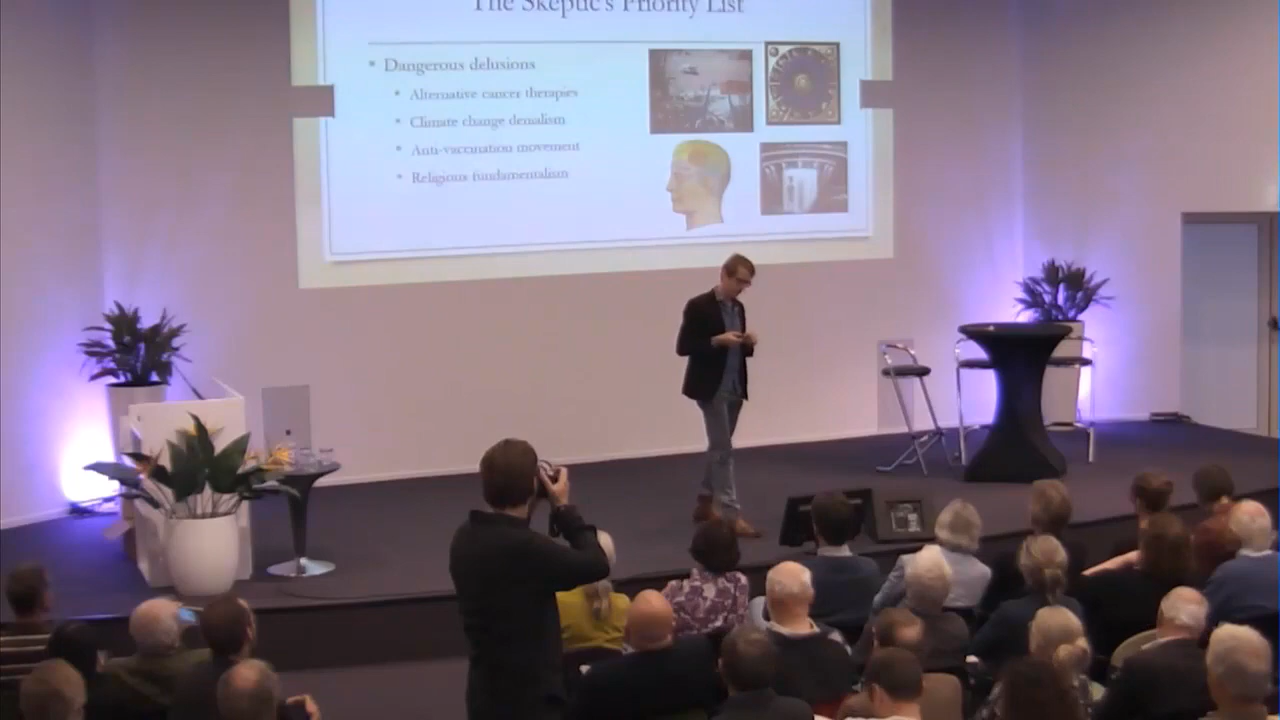 The Skeptic's Priority List
Dangerous delusions
Alternative cancer therapies
Climate change denialism
Anti-vaccination movement
Religious fundamentalism